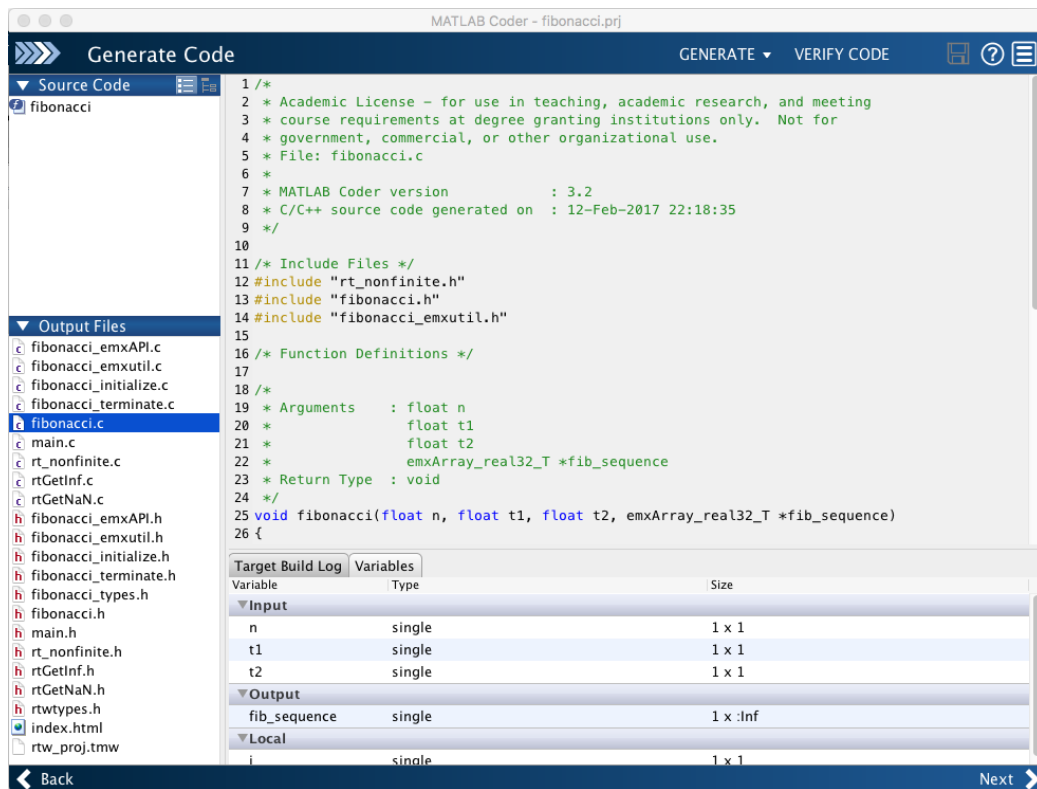 MATLAB Coder - fibonacci.prj
Generate Code
GENERATE
VERIFY CODE
Source Code
fibonacci
Output Files
fibonacci_emxAPI.c
fibonacci_emxutil.c
fibonacci_initialize.c
fibonacci_terminate.c
fibonacci.c
main.c
rt_nonfinite.c
rtGetInf.c
rtGetNaN.c
fibonacci_emxAPI.h
fibonacci_emxutil.h
fibonacci_initialize.h
fibonacci_terminate.h
fibonacci_types.h
fibonacci.h
main.h
rt_nonfinite.h
rtGetInf.h
rtGetNaN.h
rtwtypes.h
index.html
rtw_proj.tmw
1 /*
2  * Academic License - for use in teaching, academic research, and meeting
3  * course requirements at degree granting institutions only.  Not for
4  * government, commercial, or other organizational use.
5  * File: fibonacci.c
6  *
7  * MATLAB Coder version            : 3.2
8  * C/C++ source code generated on  : 12-Feb-2017 22:18:35
9  */
10
11 /* Include Files */
12 #include "rt_nonfinite.h"
13 #include "fibonacci.h"
14 #include "fibonacci_emxutil.h"
15
16 /* Function Definitions */
17
18 /*
19  * Arguments    : float n
20  *                float t1
21  *                float t2
22  *                emxArray_real32_T *fib_sequence
23  * Return Type  : void
24  */
25 void fibonacci(float n, float t1, float t2, emxArray_real32_T *fib_sequence)
26 {
Target Build Log Variables
Variable Type Size
Input
n single 1 x 1
t1 single 1 x 1
t2 single 1 x 1
Output
fib_sequence single 1 x :Inf
Local
i single 1 x 1
Back
Next